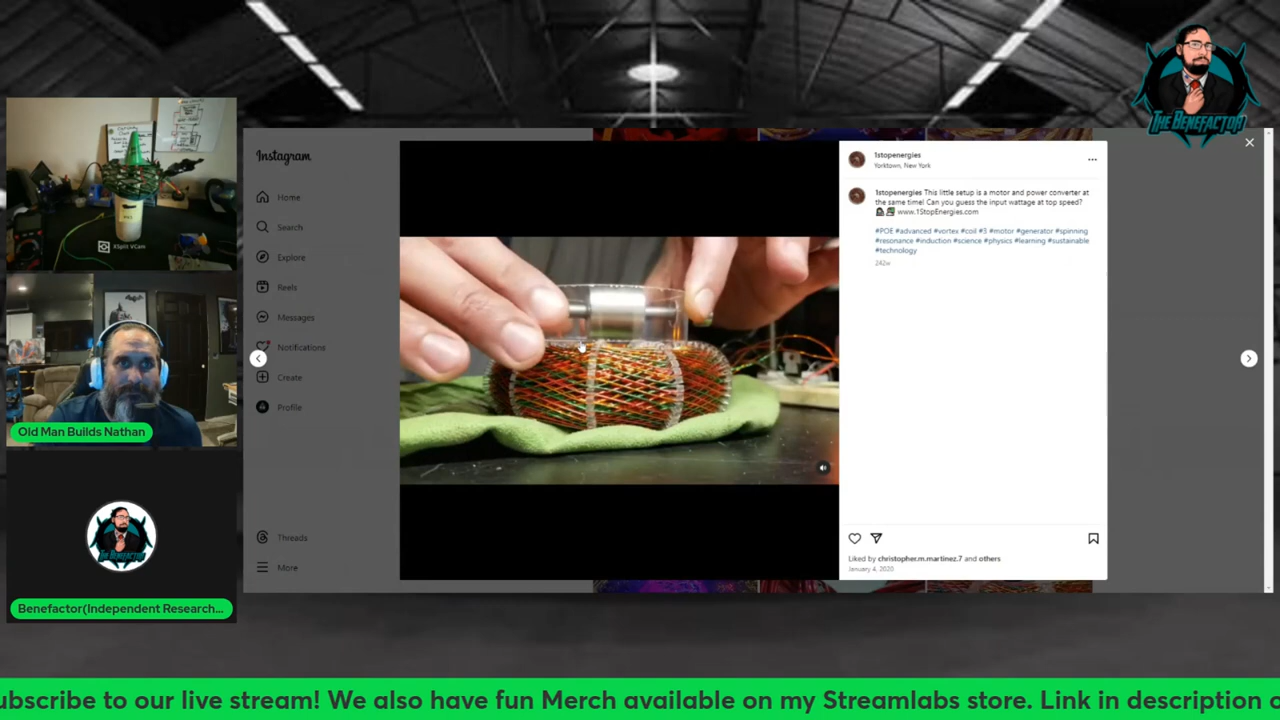 THE BENEFACTOR
XSplit VCam
Old Man Builds Nathan
Benefactor(Independent Research...
Instagram
Home
Search
Explore
Reels
Messages
Notifications
Create
Profile
Threads
More
1stopenergies
Yorktown, New York
1stopenergies This little setup is a motor and power converter at
the same time! Can you guess the input wattage at top speed?
www.1StopEnergies.com
#POE #advanced #vortex #coil #3 #motor #generator #spinning
#resonance #induction #science #physics #learning #sustainable
#technology
242w
Liked by christopher.m.martinez.7 and others
January 4, 2020
ubscribe to our live stream! We also have fun Merch available on my Streamlabs store. Link in description